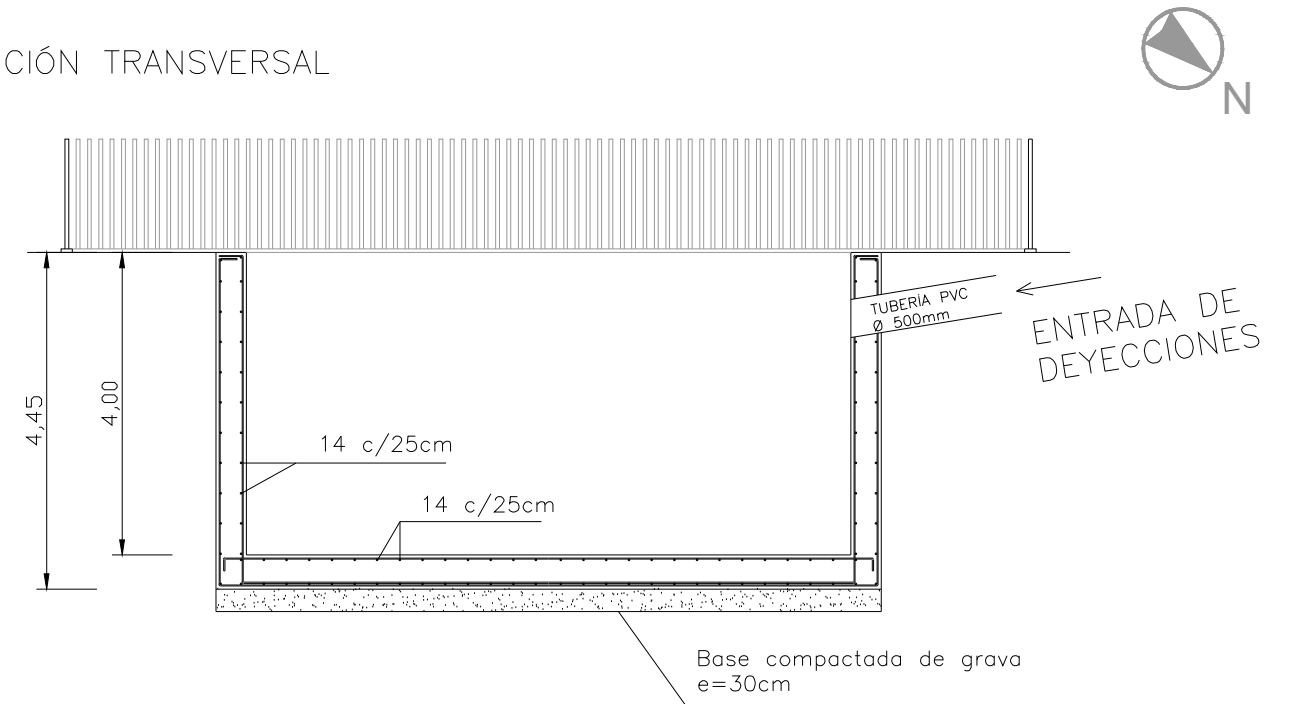 CIÓN TRANSVERSAL
N
TUBERÍA PVC
Ø 500mm
ENTRADA DE
DEYECCIONES
4,45
4,00
14 c/25cm
14 c/25cm
Base compactada de grava
e=30cm